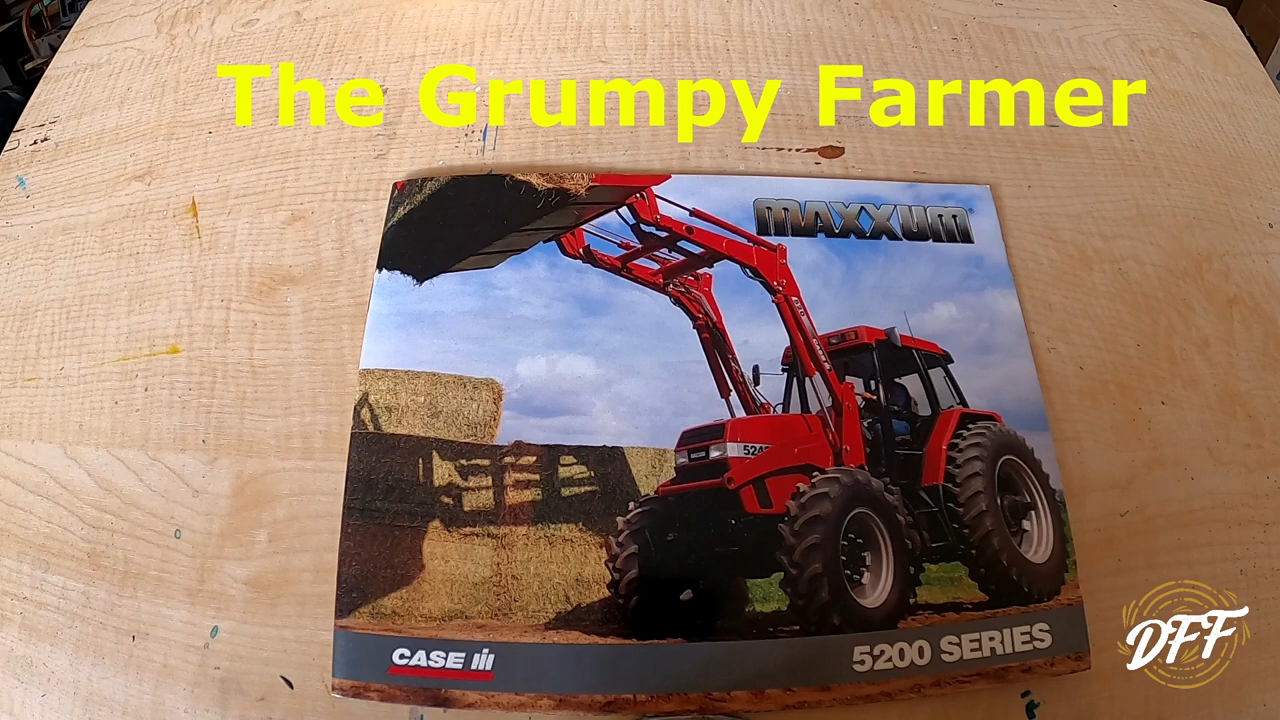 The Grumpy Farmer
MAXXUM
CASE IH
5200 SERIES
DFF